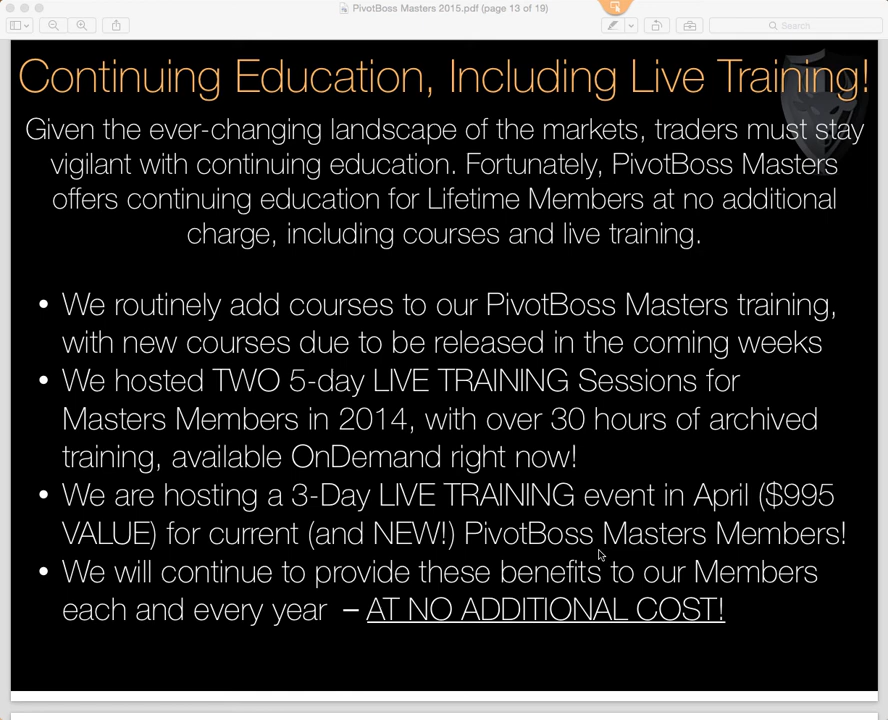 PivotBoss Masters 2015.pdf (page 13 of 19)
Search
Continuing Education, Including Live Training!
Given the ever-changing landscape of the markets, traders must stay
vigilant with continuing education. Fortunately, PivotBoss Masters
offers continuing education for Lifetime Members at no additional
charge, including courses and live training.
• We routinely add courses to our PivotBoss Masters training,
with new courses due to be released in the coming weeks
• We hosted TWO 5-day LIVE TRAINING Sessions for
Masters Members in 2014, with over 30 hours of archived
training, available OnDemand right now!
• We are hosting a 3-Day LIVE TRAINING event in April ($995
VALUE) for current (and NEW!) PivotBoss Masters Members!
• We will continue to provide these benefits to our Members
each and every year – AT NO ADDITIONAL COST!